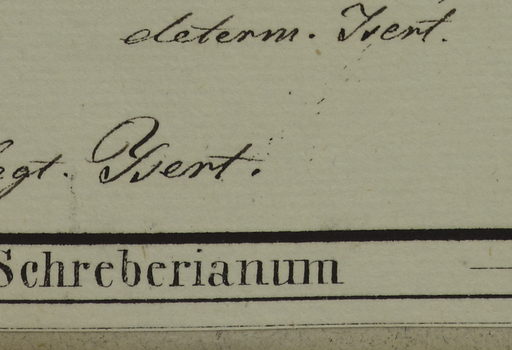 determ. Isert.
legt. Isert.
Schreberianum